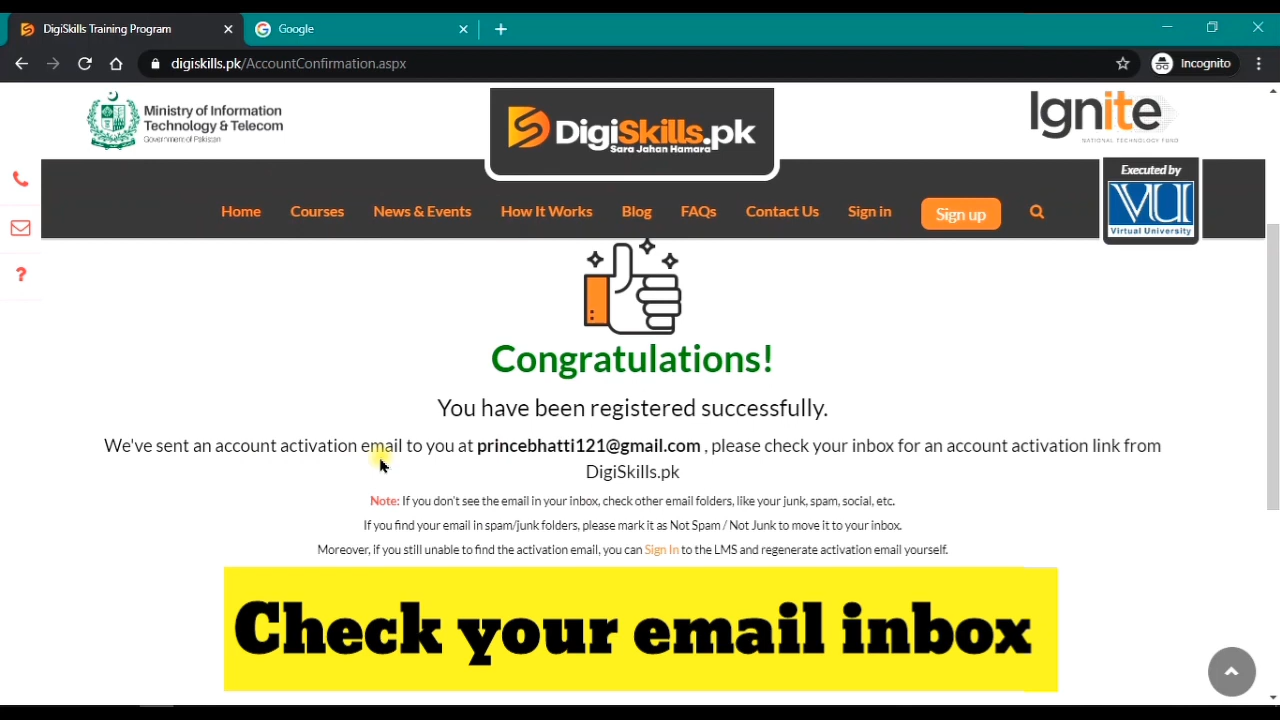 DigiSkills Training Program
Google
digiskills.pk/AccountConfirmation.aspx
Incognito
Ministry of Information
Technology & Telecom
Government of Pakistan
DigiSkills.pk
Sara Jahan Hamara
Ignite
NATIONAL TECHNOLOGY FUND
Executed by
VU
Virtual University
Home
Courses
News & Events
How It Works
Blog
FAQs
Contact Us
Sign in
Sign up
?
Congratulations!
You have been registered successfully.
We've sent an account activation email to you at princebhatti121@gmail.com , please check your inbox for an account activation link from
DigiSkills.pk
Note: If you don't see the email in your inbox, check other email folders, like your junk, spam, social, etc.
If you find your email in spam/junk folders, please mark it as Not Spam / Not Junk to move it to your inbox.
Moreover, if you still unable to find the activation email, you can Sign In to the LMS and regenerate activation email yourself.
Check your email inbox